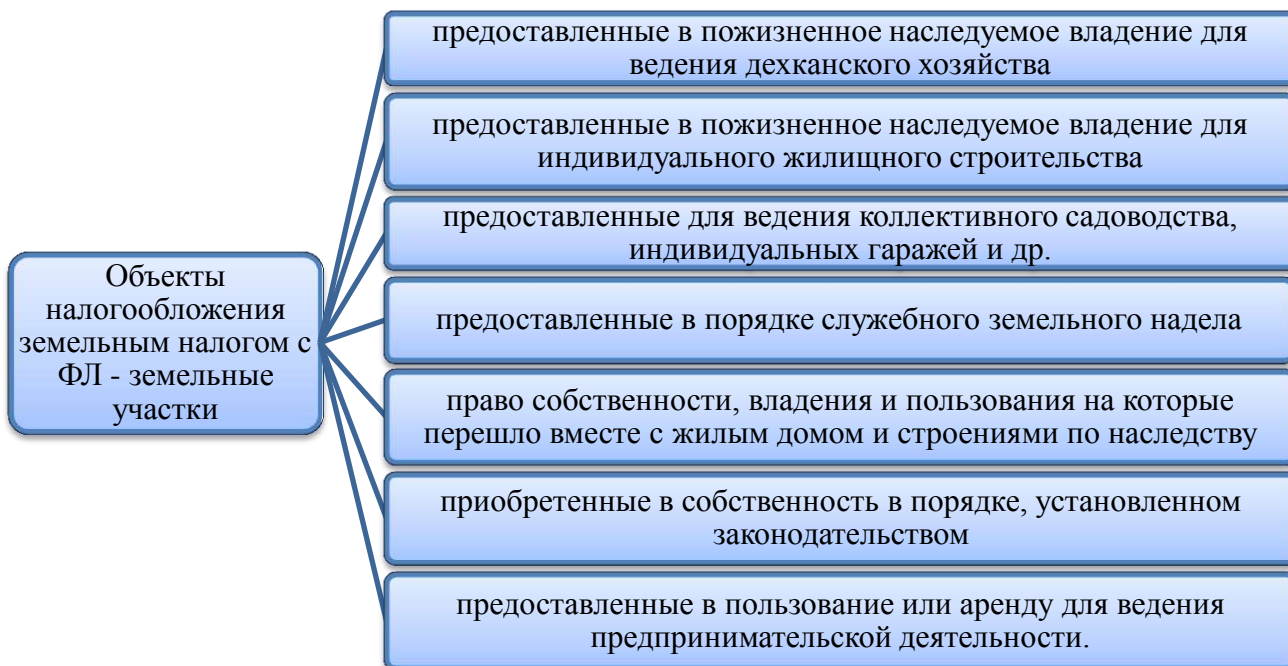 Объекты
налогообложения
земельным налогом с
ФЛ - земельные
участки
предоставленные в пожизненное наследуемое владение для
ведения дехканского хозяйства
предоставленные в пожизненное наследуемое владение для
индивидуального жилищного строительства
предоставленные для ведения коллективного садоводства,
индивидуальных гаражей и др.
предоставленные в порядке служебного земельного надела
право собственности, владения и пользования на которые
перешло вместе с жилым домом и строениями по наследству
приобретенные в собственность в порядке, установленном
законодательством
предоставленные в пользование или аренду для ведения
предпринимательской деятельности.